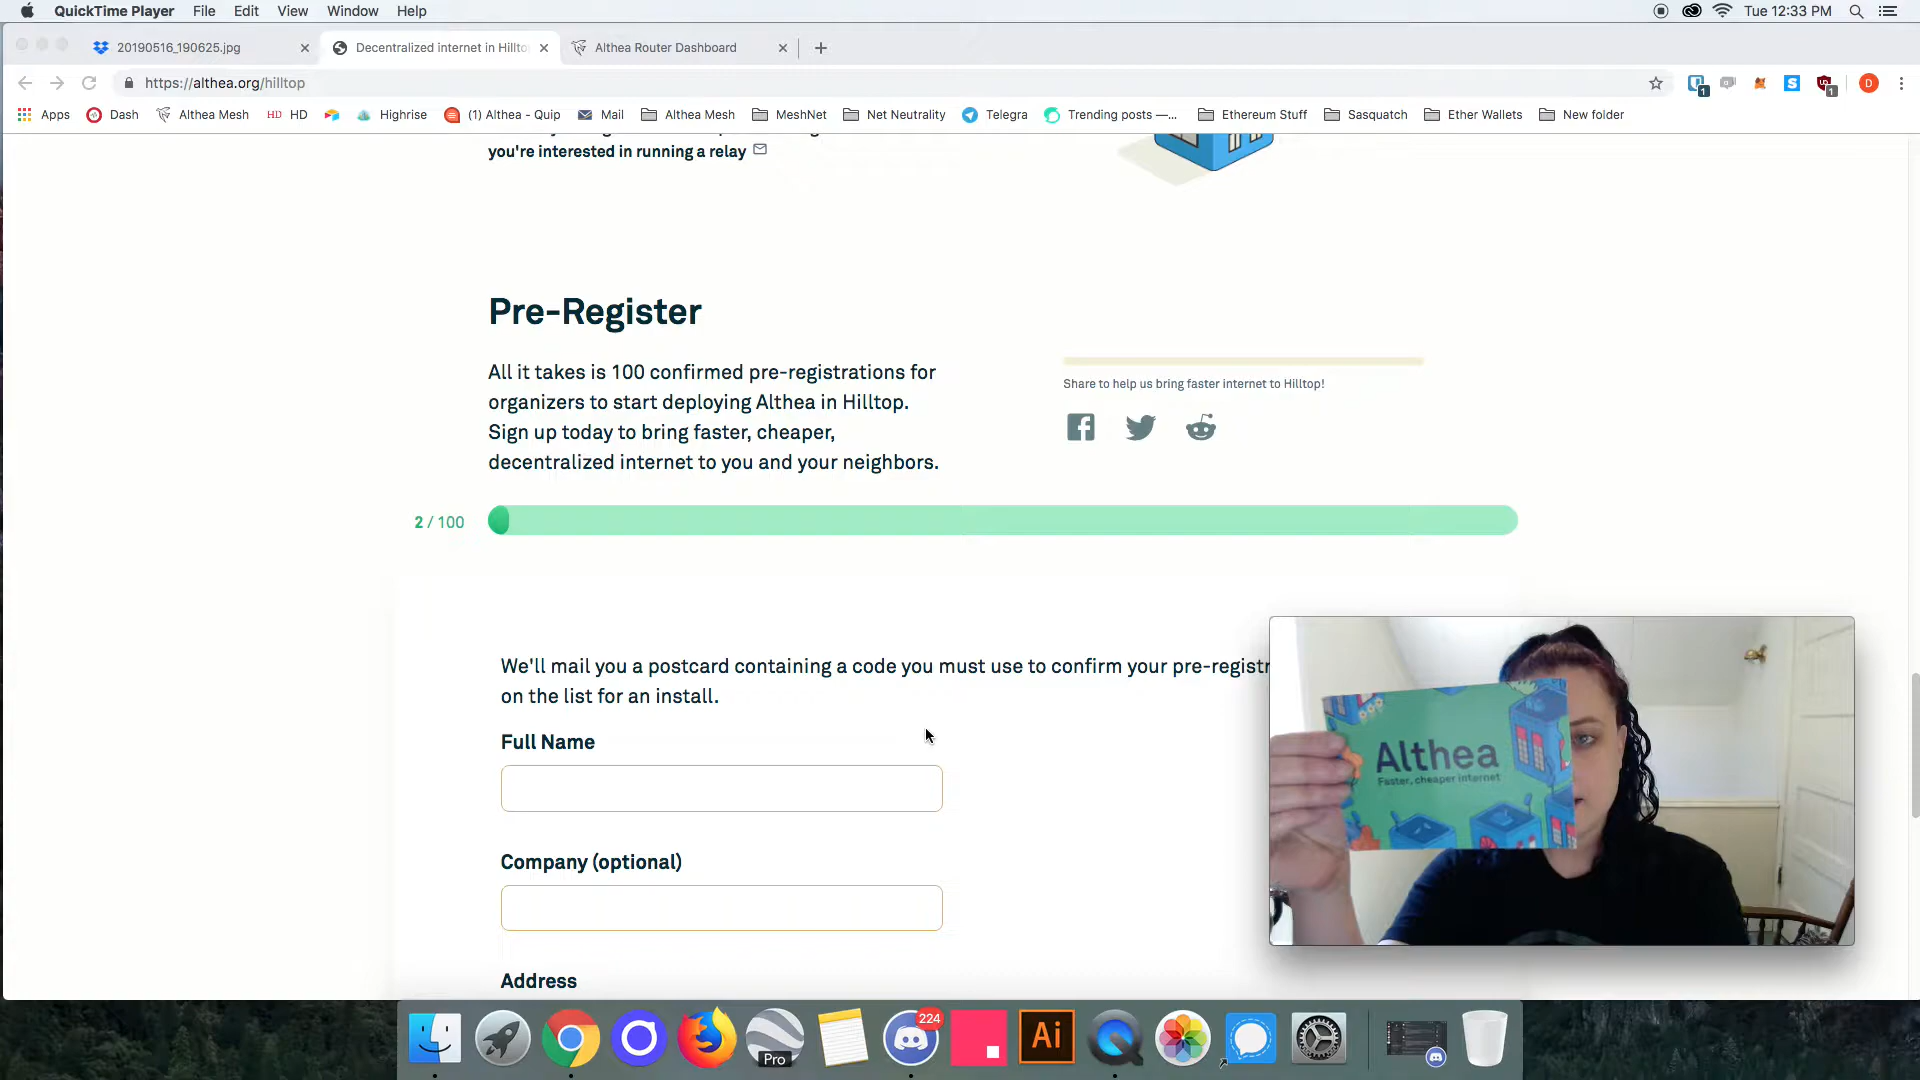 QuickTime Player File Edit View Window Help
Tue 12:33 PM
20190516_190625.jpg
Decentralized internet in Hillto
Althea Router Dashboard
https://althea.org/hilltop
1
1
D
Apps Dash Althea Mesh HD HD Highrise (1) Althea - Quip Mail Althea Mesh MeshNet Net Neutrality Telegra Trending posts —... Ethereum Stuff Sasquatch Ether Wallets New folder
you're interested in running a relay
Pre-Register
All it takes is 100 confirmed pre-registrations for
organizers to start deploying Althea in Hilltop.
Sign up today to bring faster, cheaper,
decentralized internet to you and your neighbors.
Share to help us bring faster internet to Hilltop!
2 / 100
We'll mail you a postcard containing a code you must use to confirm your pre-registr
on the list for an install.
Full Name
Company (optional)
Address
Althea
Faster, cheaper internet
224
Pro
Ai